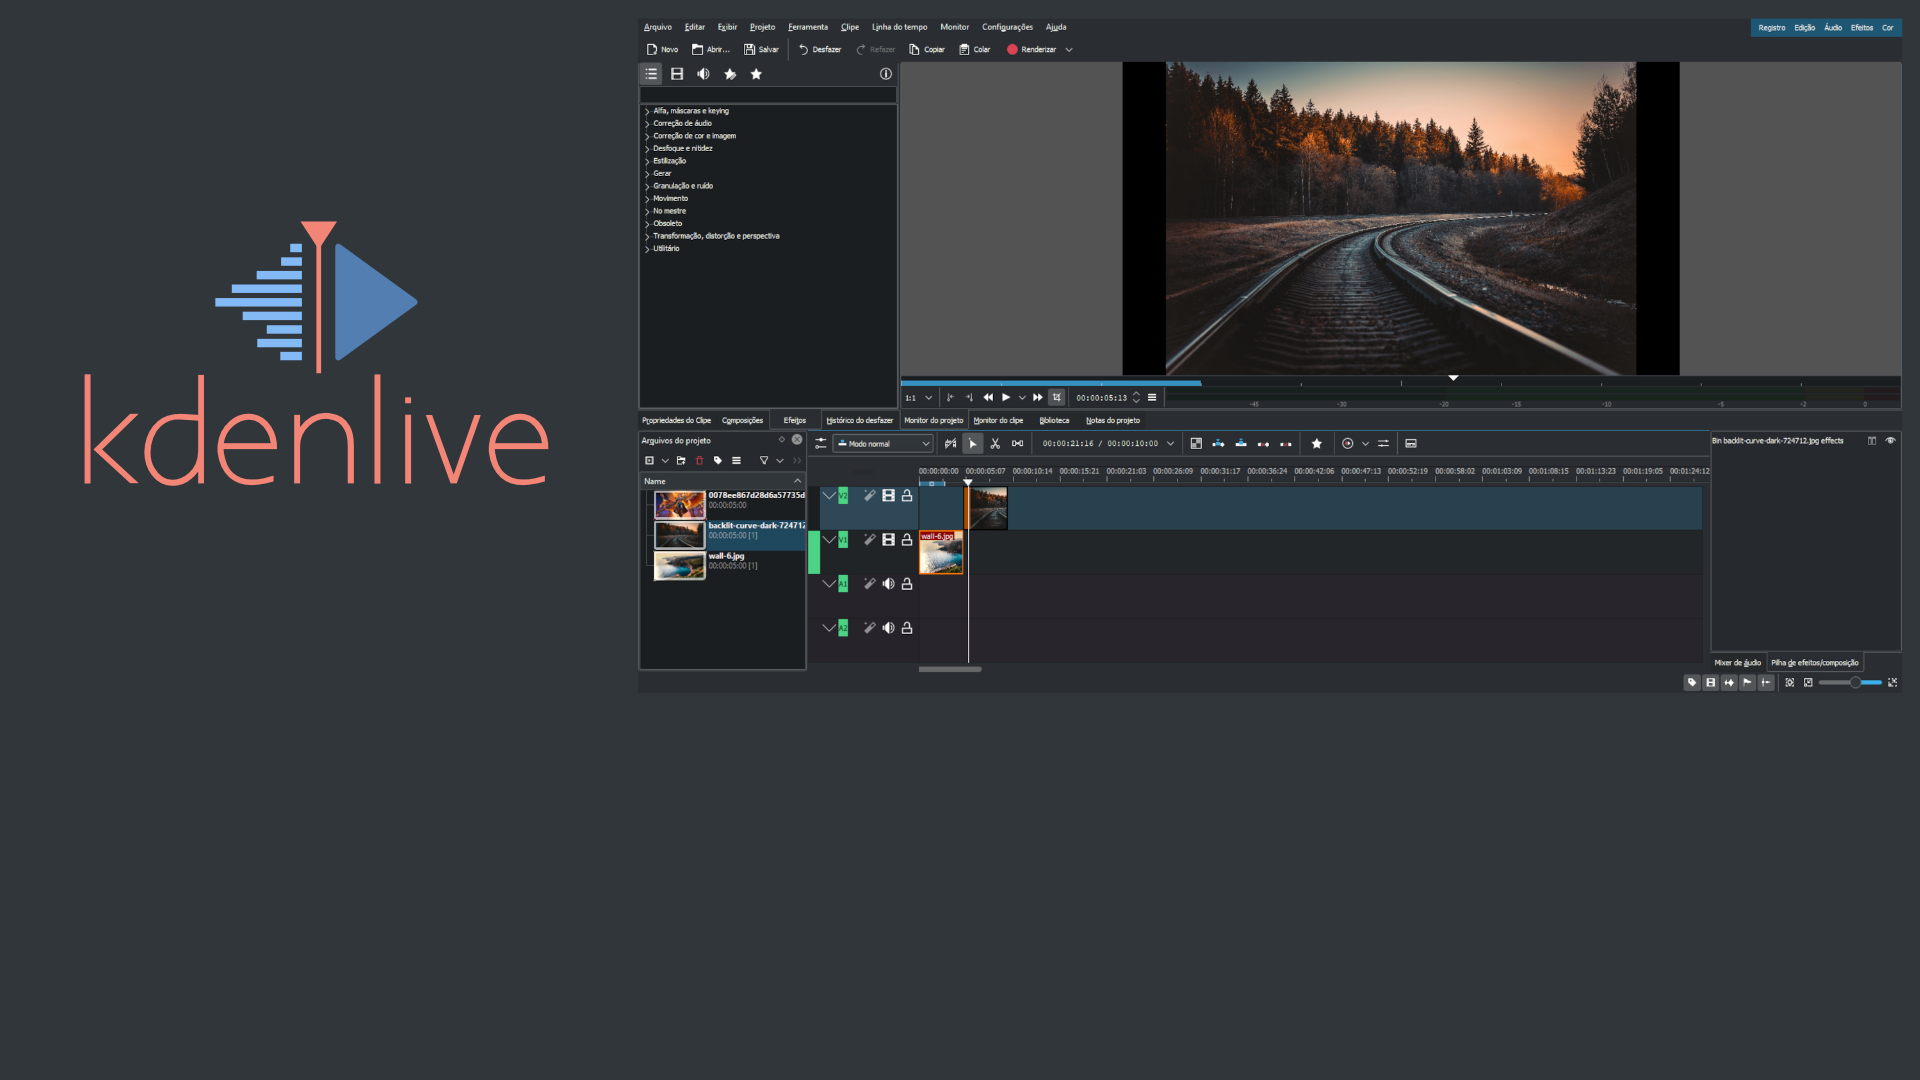 kdenlive
Arquivo Editar Exibir Projeto Ferramenta Clipe Linha do tempo Monitor Configurações Ajuda
Registro Edição Áudio Efeitos Cor
Novo Abrir... Salvar Desfazer Refazer Copiar Colar Renderizar
Alfa, máscaras e keying
Correção de áudio
Correção de cor e imagem
Desfoque e nitidez
Estilização
Gerar
Granulação e ruído
Movimento
No mestre
Obsoleto
Transformação, distorção e perspectiva
Utilitário
1:1 00:00:05:13
-45 -30 -20 -15 -10 -5 -2 0
Propriedades do Clipe Composições Efeitos Histórico do desfazer Monitor do projeto Monitor do clipe Biblioteca Notas do projeto
Arquivos do projeto
Name
0078ee867d28d6a57735d
00:00:05:00
backlit-curve-dark-724712
00:00:05:00 [1]
wall-6.jpg
00:00:05:00 [1]
Modo normal 00:00:21:16 / 00:00:10:00
00:00:00:00 00:00:05:07 00:00:10:14 00:00:15:21 00:00:21:03 00:00:26:09 00:00:31:17 00:00:36:24 00:00:42:06 00:00:47:13 00:00:52:19 00:00:58:02 00:01:03:09 00:01:08:15 00:01:13:23 00:01:19:05 00:01:24:12
V2
V1
wall-6.jpg
A1
A2
Bin backlit-curve-dark-724712.jpg effects
Mixer de áudio Pilha de efeitos/composição